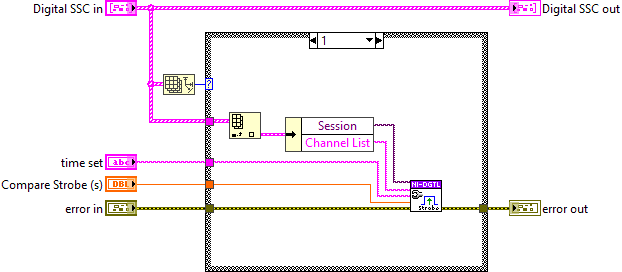 Digital SSC in
Digital SSC out
1
?
Session
Channel List
time set
abc
Compare Strobe (s)
DBL
NI-DGTL
Strobe
error in
error out